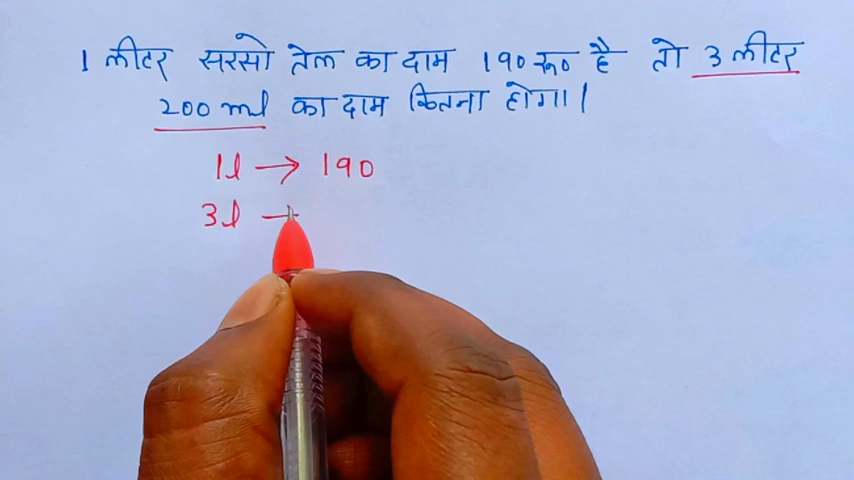 1 लीटर सरसो तेल का दाम 190 रू० है तो 3 लीटर
200 ml का दाम कितना होगा।
1l → 190
3l →